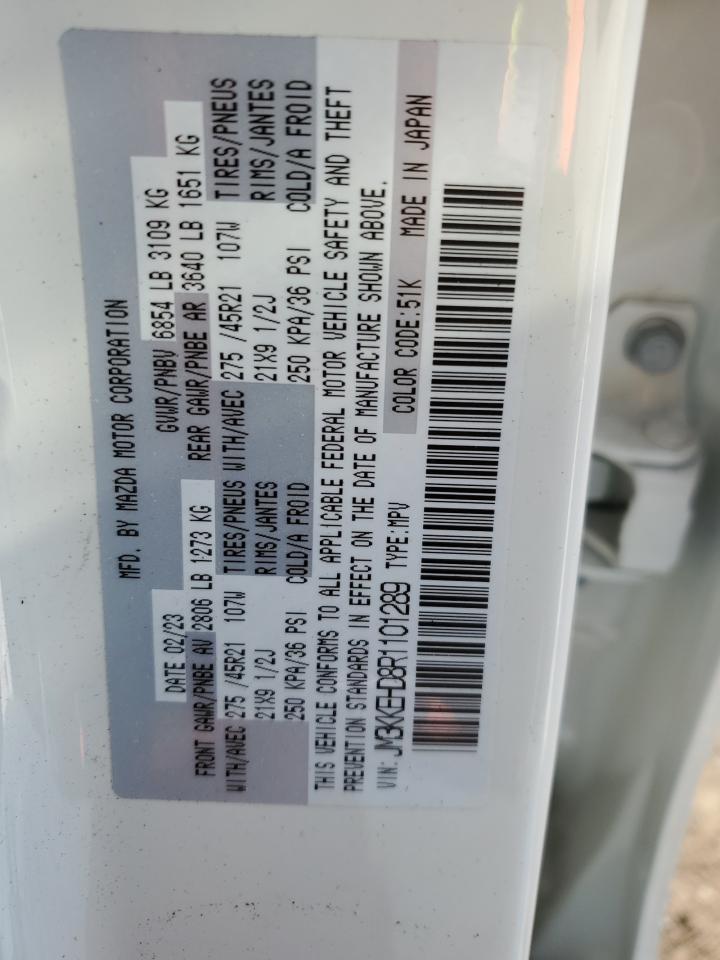 MFD. BY MAZDA MOTOR CORPORATION
DATE 02/23 GVWR/PNBV 6854 LB 3109 KG
FRONT GAWR/PNBE AV 2806 LB 1273 KG REAR GAWR/PNBE AR 3640 LB 1651 KG
WITH/AVEC 275 /45R21 107W TIRES/PNEUS WITH/AVEC 275 /45R21 107W TIRES/PNEUS
21X9 1/2J RIMS/JANTES 21X9 1/2J RIMS/JANTES
250 KPA/36 PSI COLD/A FROID 250 KPA/36 PSI COLD/A FROID
THIS VEHICLE CONFORMS TO ALL APPLICABLE FEDERAL MOTOR VEHICLE SAFETY AND THEFT
PREVENTION STANDARDS IN EFFECT ON THE DATE OF MANUFACTURE SHOWN ABOVE.
VIN: JM3KKEHD8R1101289 TYPE:MPV COLOR CODE:51K MADE IN JAPAN